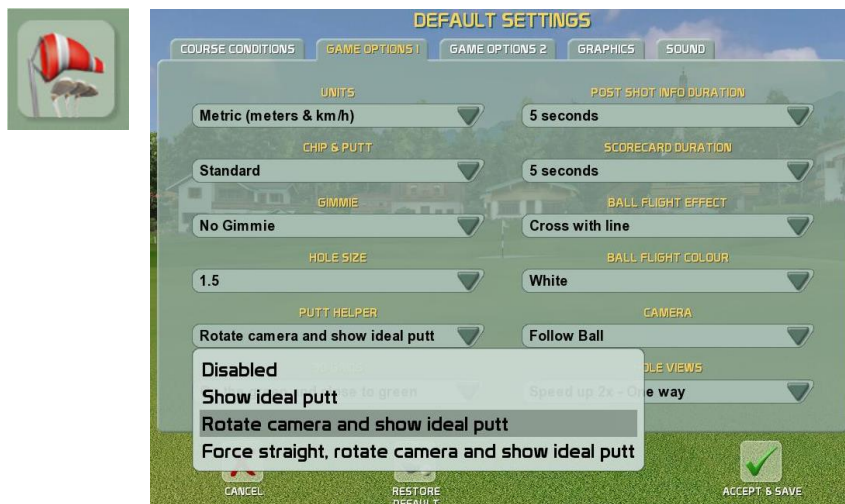 DEFAULT SETTINGS
COURSE CONDITIONS
GAME OPTIONS 1
GAME OPTIONS 2
GRAPHICS
SOUND
UNITS
Metric (meters & km/h)
CHIP & PUTT
Standard
GIMMIE
No Gimmie
HOLE SIZE
1.5
PUTT HELPER
Rotate camera and show ideal putt
Disabled
Show ideal putt
Rotate camera and show ideal putt
Force straight, rotate camera and show ideal putt
POST SHOT INFO DURATION
5 seconds
SCORECARD DURATION
5 seconds
BALL FLIGHT EFFECT
Cross with line
BALL FLIGHT COLOUR
White
CAMERA
Follow Ball
VIEWS
Speed up 2x - One way
CANCEL
RESTORE
DEFAULT
ACCEPT & SAVE